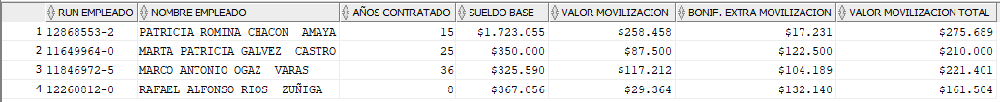 RUN EMPLEADO NOMBRE EMPLEADO AÑOS CONTRATADO SUELDO BASE VALOR MOVILIZACION BONIF. EXTRA MOVILIZACION VALOR MOVILIZACION TOTAL
1 12868553-2 PATRICIA ROMINA CHACON  AMAYA 15 $1.723.055 $258.458 $17.231 $275.689
2 11649964-0 MARTA PATRICIA GALVEZ  CASTRO 25 $350.000 $87.500 $122.500 $210.000
3 11846972-5 MARCO ANTONIO OGAZ  VARAS 36 $325.590 $117.212 $104.189 $221.401
4 12260812-0 RAFAEL ALFONSO RIOS  ZUÑIGA 8 $367.056 $29.364 $132.140 $161.504